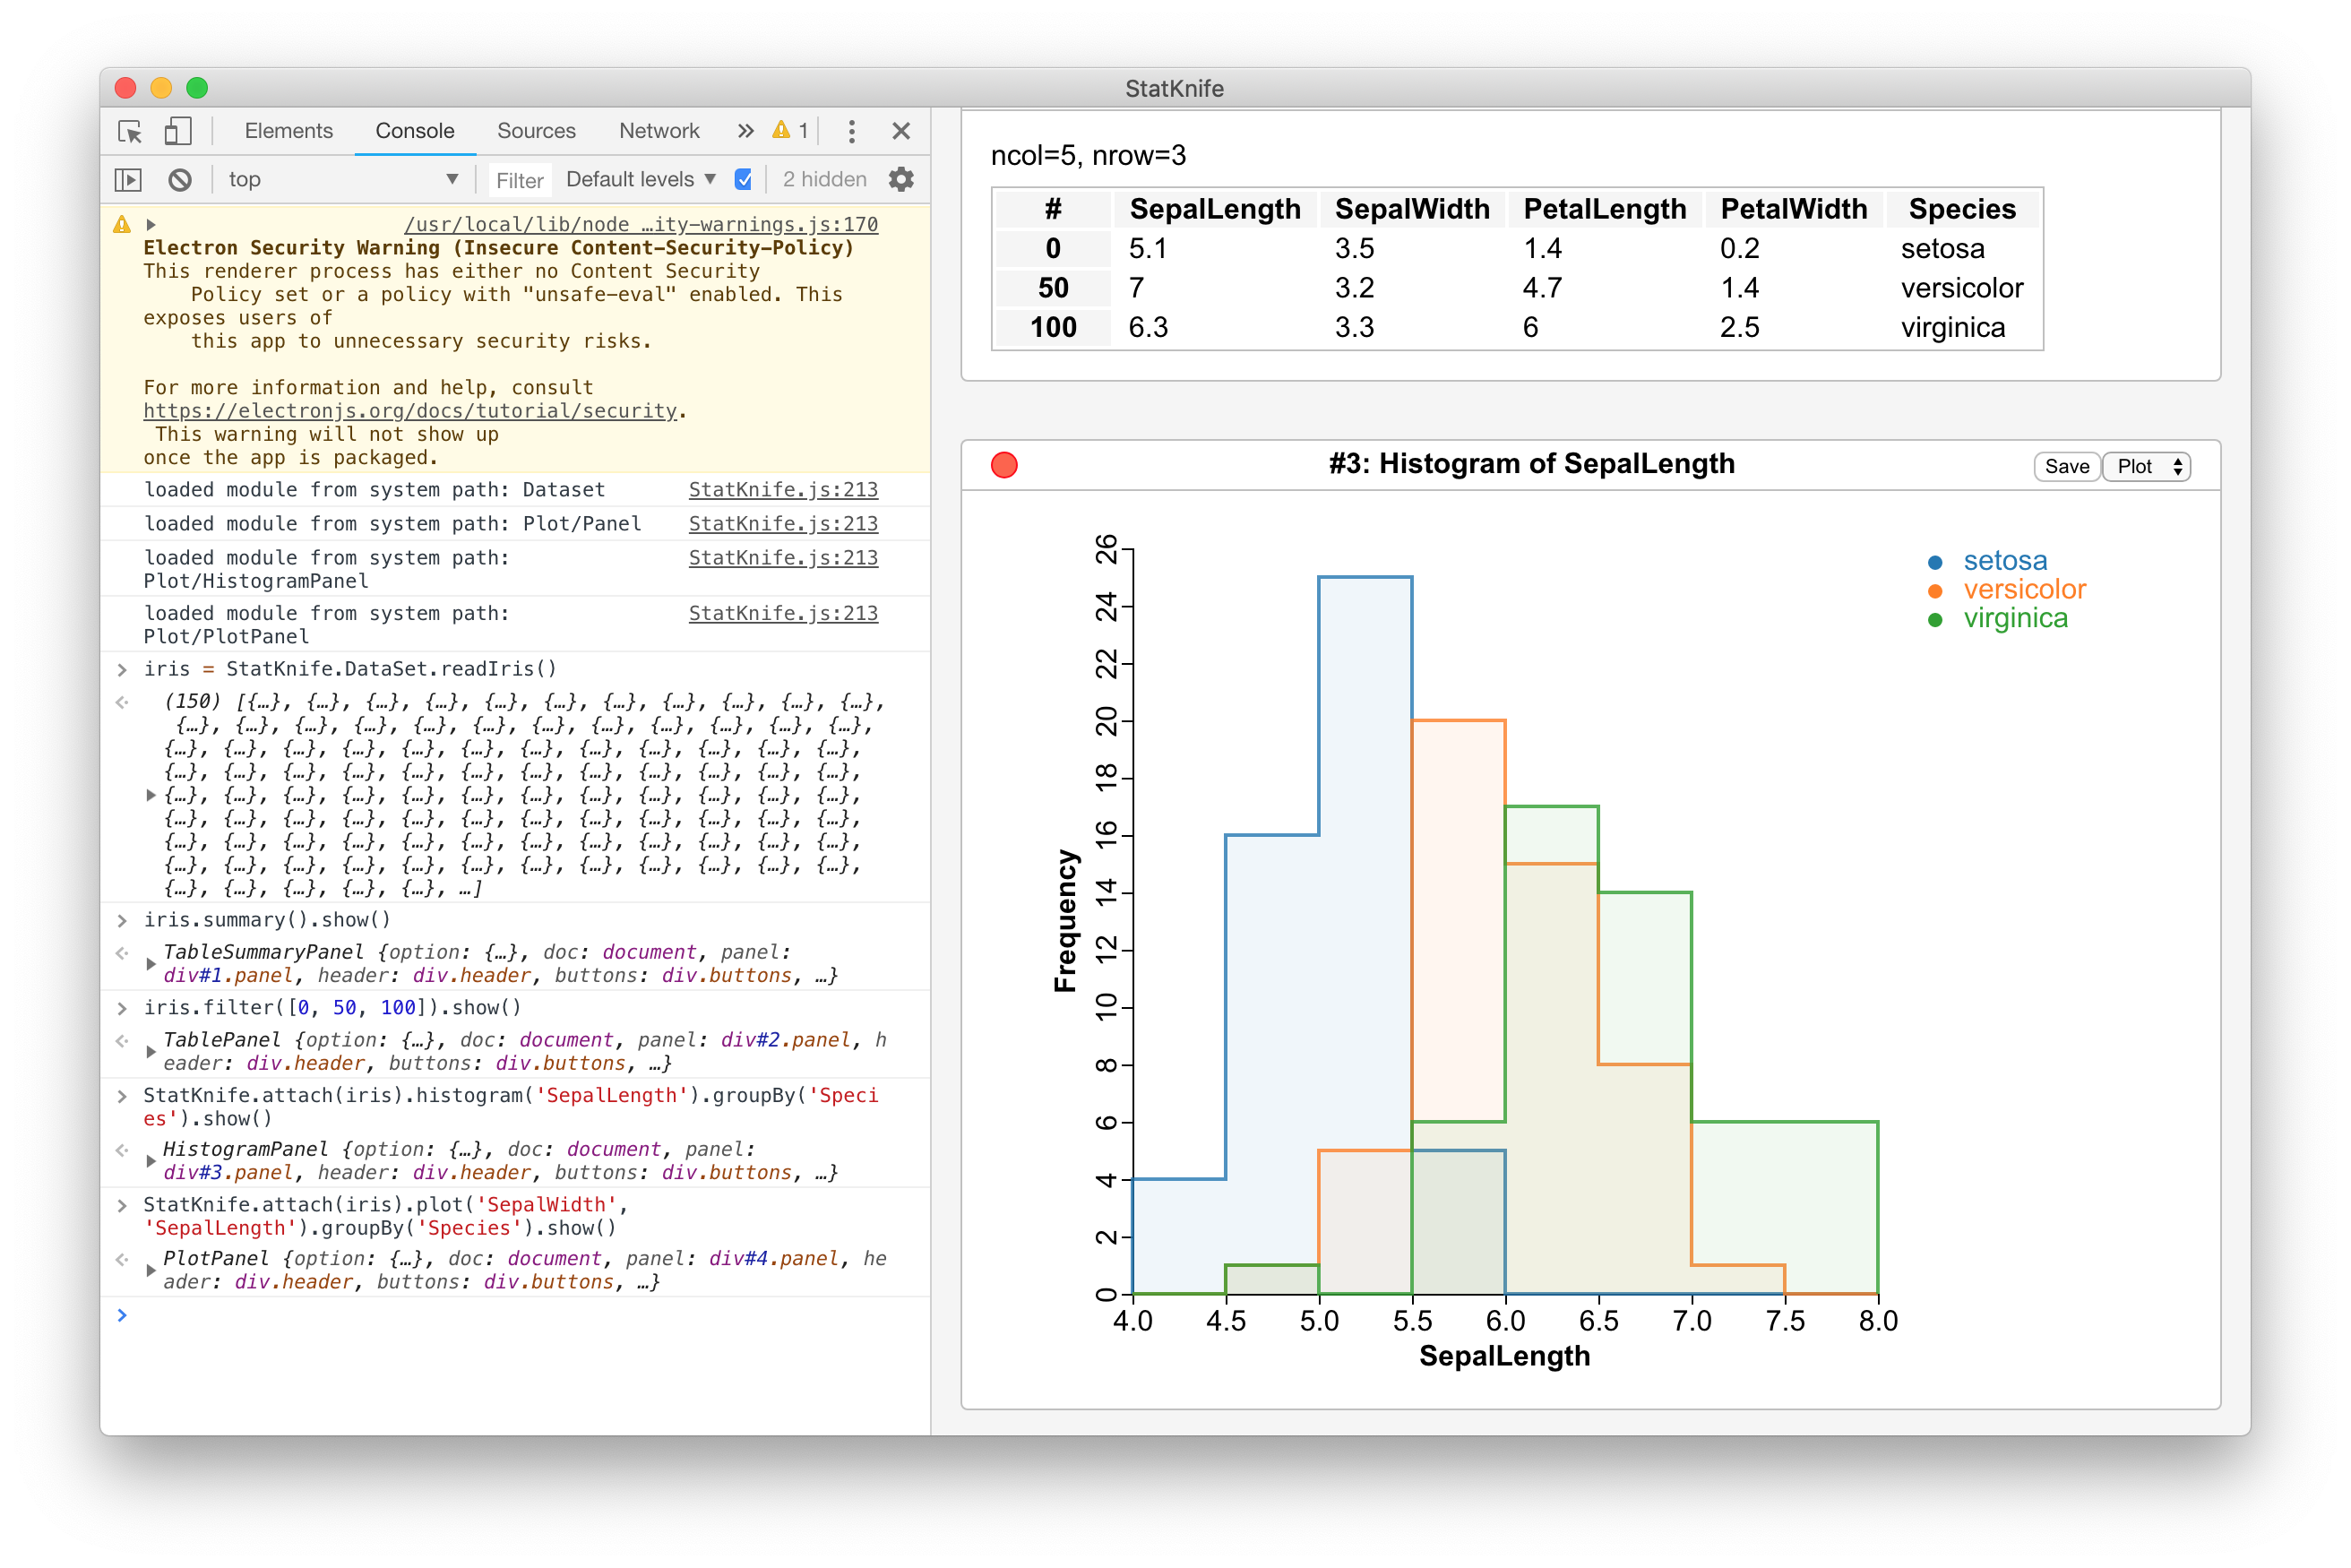 StatKnife
Elements Console Sources Network » 1
top Filter Default levels 2 hidden
/usr/local/lib/node …ity-warnings.js:170
Electron Security Warning (Insecure Content-Security-Policy)
This renderer process has either no Content Security
Policy set or a policy with "unsafe-eval" enabled. This
exposes users of
this app to unnecessary security risks.
For more information and help, consult
https://electronjs.org/docs/tutorial/security.
This warning will not show up
once the app is packaged.
loaded module from system path: Dataset StatKnife.js:213
loaded module from system path: Plot/Panel StatKnife.js:213
loaded module from system path: StatKnife.js:213
Plot/HistogramPanel
loaded module from system path: StatKnife.js:213
Plot/PlotPanel
> iris = StatKnife.DataSet.readIris()
(150) [{…}, {…}, {…}, {…}, {…}, {…}, {…}, {…}, {…}, {…}, {…},
{…}, {…}, {…}, {…}, {…}, {…}, {…}, {…}, {…}, {…}, {…}, {…},
{…}, {…}, {…}, {…}, {…}, {…}, {…}, {…}, {…}, {…}, {…}, {…},
{…}, {…}, {…}, {…}, {…}, {…}, {…}, {…}, {…}, {…}, {…}, {…},
{…}, {…}, {…}, {…}, {…}, {…}, {…}, {…}, {…}, {…}, {…}, {…},
{…}, {…}, {…}, {…}, {…}, {…}, {…}, {…}, {…}, {…}, {…}, {…},
{…}, {…}, {…}, {…}, {…}, {…}, {…}, {…}, {…}, {…}, {…}, {…},
{…}, {…}, {…}, {…}, {…}, {…}, {…}, {…}, {…}, {…}, {…}, {…},
{…}, {…}, {…}, {…}, {…}, …]
> iris.summary().show()
TableSummaryPanel {option: {…}, doc: document, panel:
div#1.panel, header: div.header, buttons: div.buttons, …}
> iris.filter([0, 50, 100]).show()
TablePanel {option: {…}, doc: document, panel: div#2.panel, h
eader: div.header, buttons: div.buttons, …}
> StatKnife.attach(iris).histogram('SepalLength').groupBy('Speci
es').show()
HistogramPanel {option: {…}, doc: document, panel:
div#3.panel, header: div.header, buttons: div.buttons, …}
> StatKnife.attach(iris).plot('SepalWidth',
'SepalLength').groupBy('Species').show()
PlotPanel {option: {…}, doc: document, panel: div#4.panel, he
ader: div.header, buttons: div.buttons, …}
>
ncol=5, nrow=3
# SepalLength SepalWidth PetalLength PetalWidth Species
0 5.1 3.5 1.4 0.2 setosa
50 7 3.2 4.7 1.4 versicolor
100 6.3 3.3 6 2.5 virginica
#3: Histogram of SepalLength Save Plot
setosa
versicolor
virginica
26
24
22
20
18
16
14
12
10
8
6
4
2
0
Frequency
4.0 4.5 5.0 5.5 6.0 6.5 7.0 7.5 8.0
SepalLength